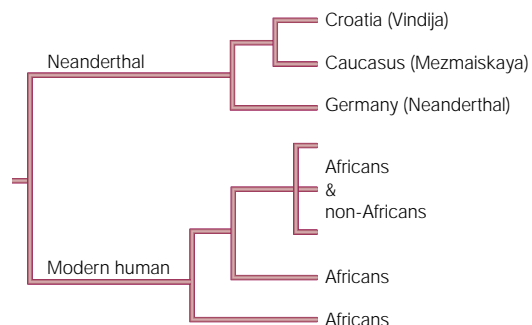 Croatia (Vindija)
Neanderthal
Caucasus (Mezmaiskaya)
Germany (Neanderthal)
Africans
&
non-Africans
Modern human
Africans
Africans